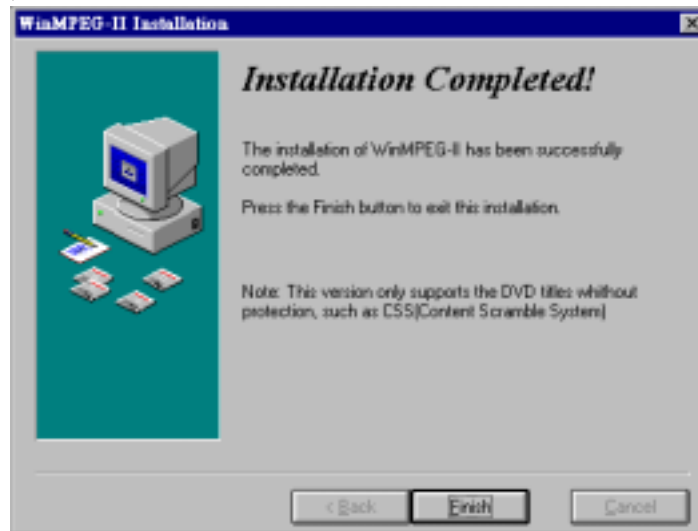 WinMPEG-II Installation
Installation Completed!
The installation of WinMPEG-II has been successfully
completed.
Press the Finish button to exit this installation.
Note: This version only supports the DVD titles whithout
protection, such as CSS(Content Scramble System)
< Back
Finish
Cancel